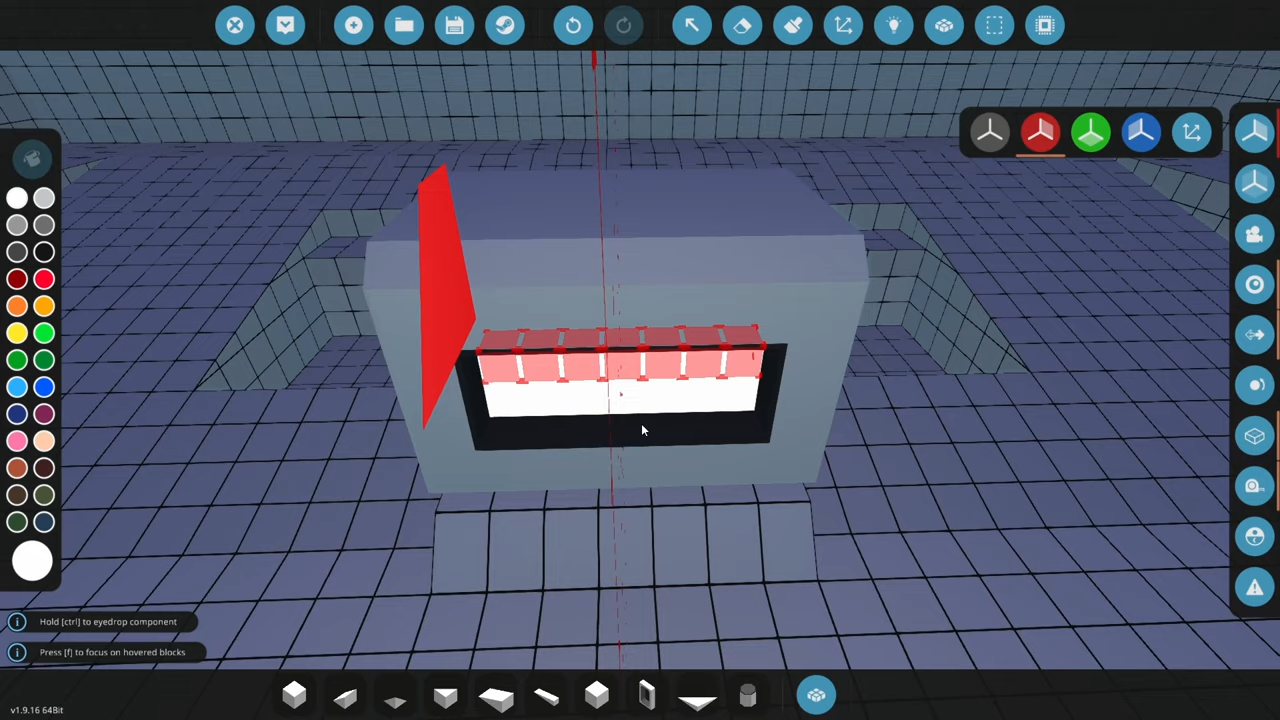 Hold [ctrl] to eyedrop component
Press [f] to focus on hovered blocks
v1.9.16 64Bit